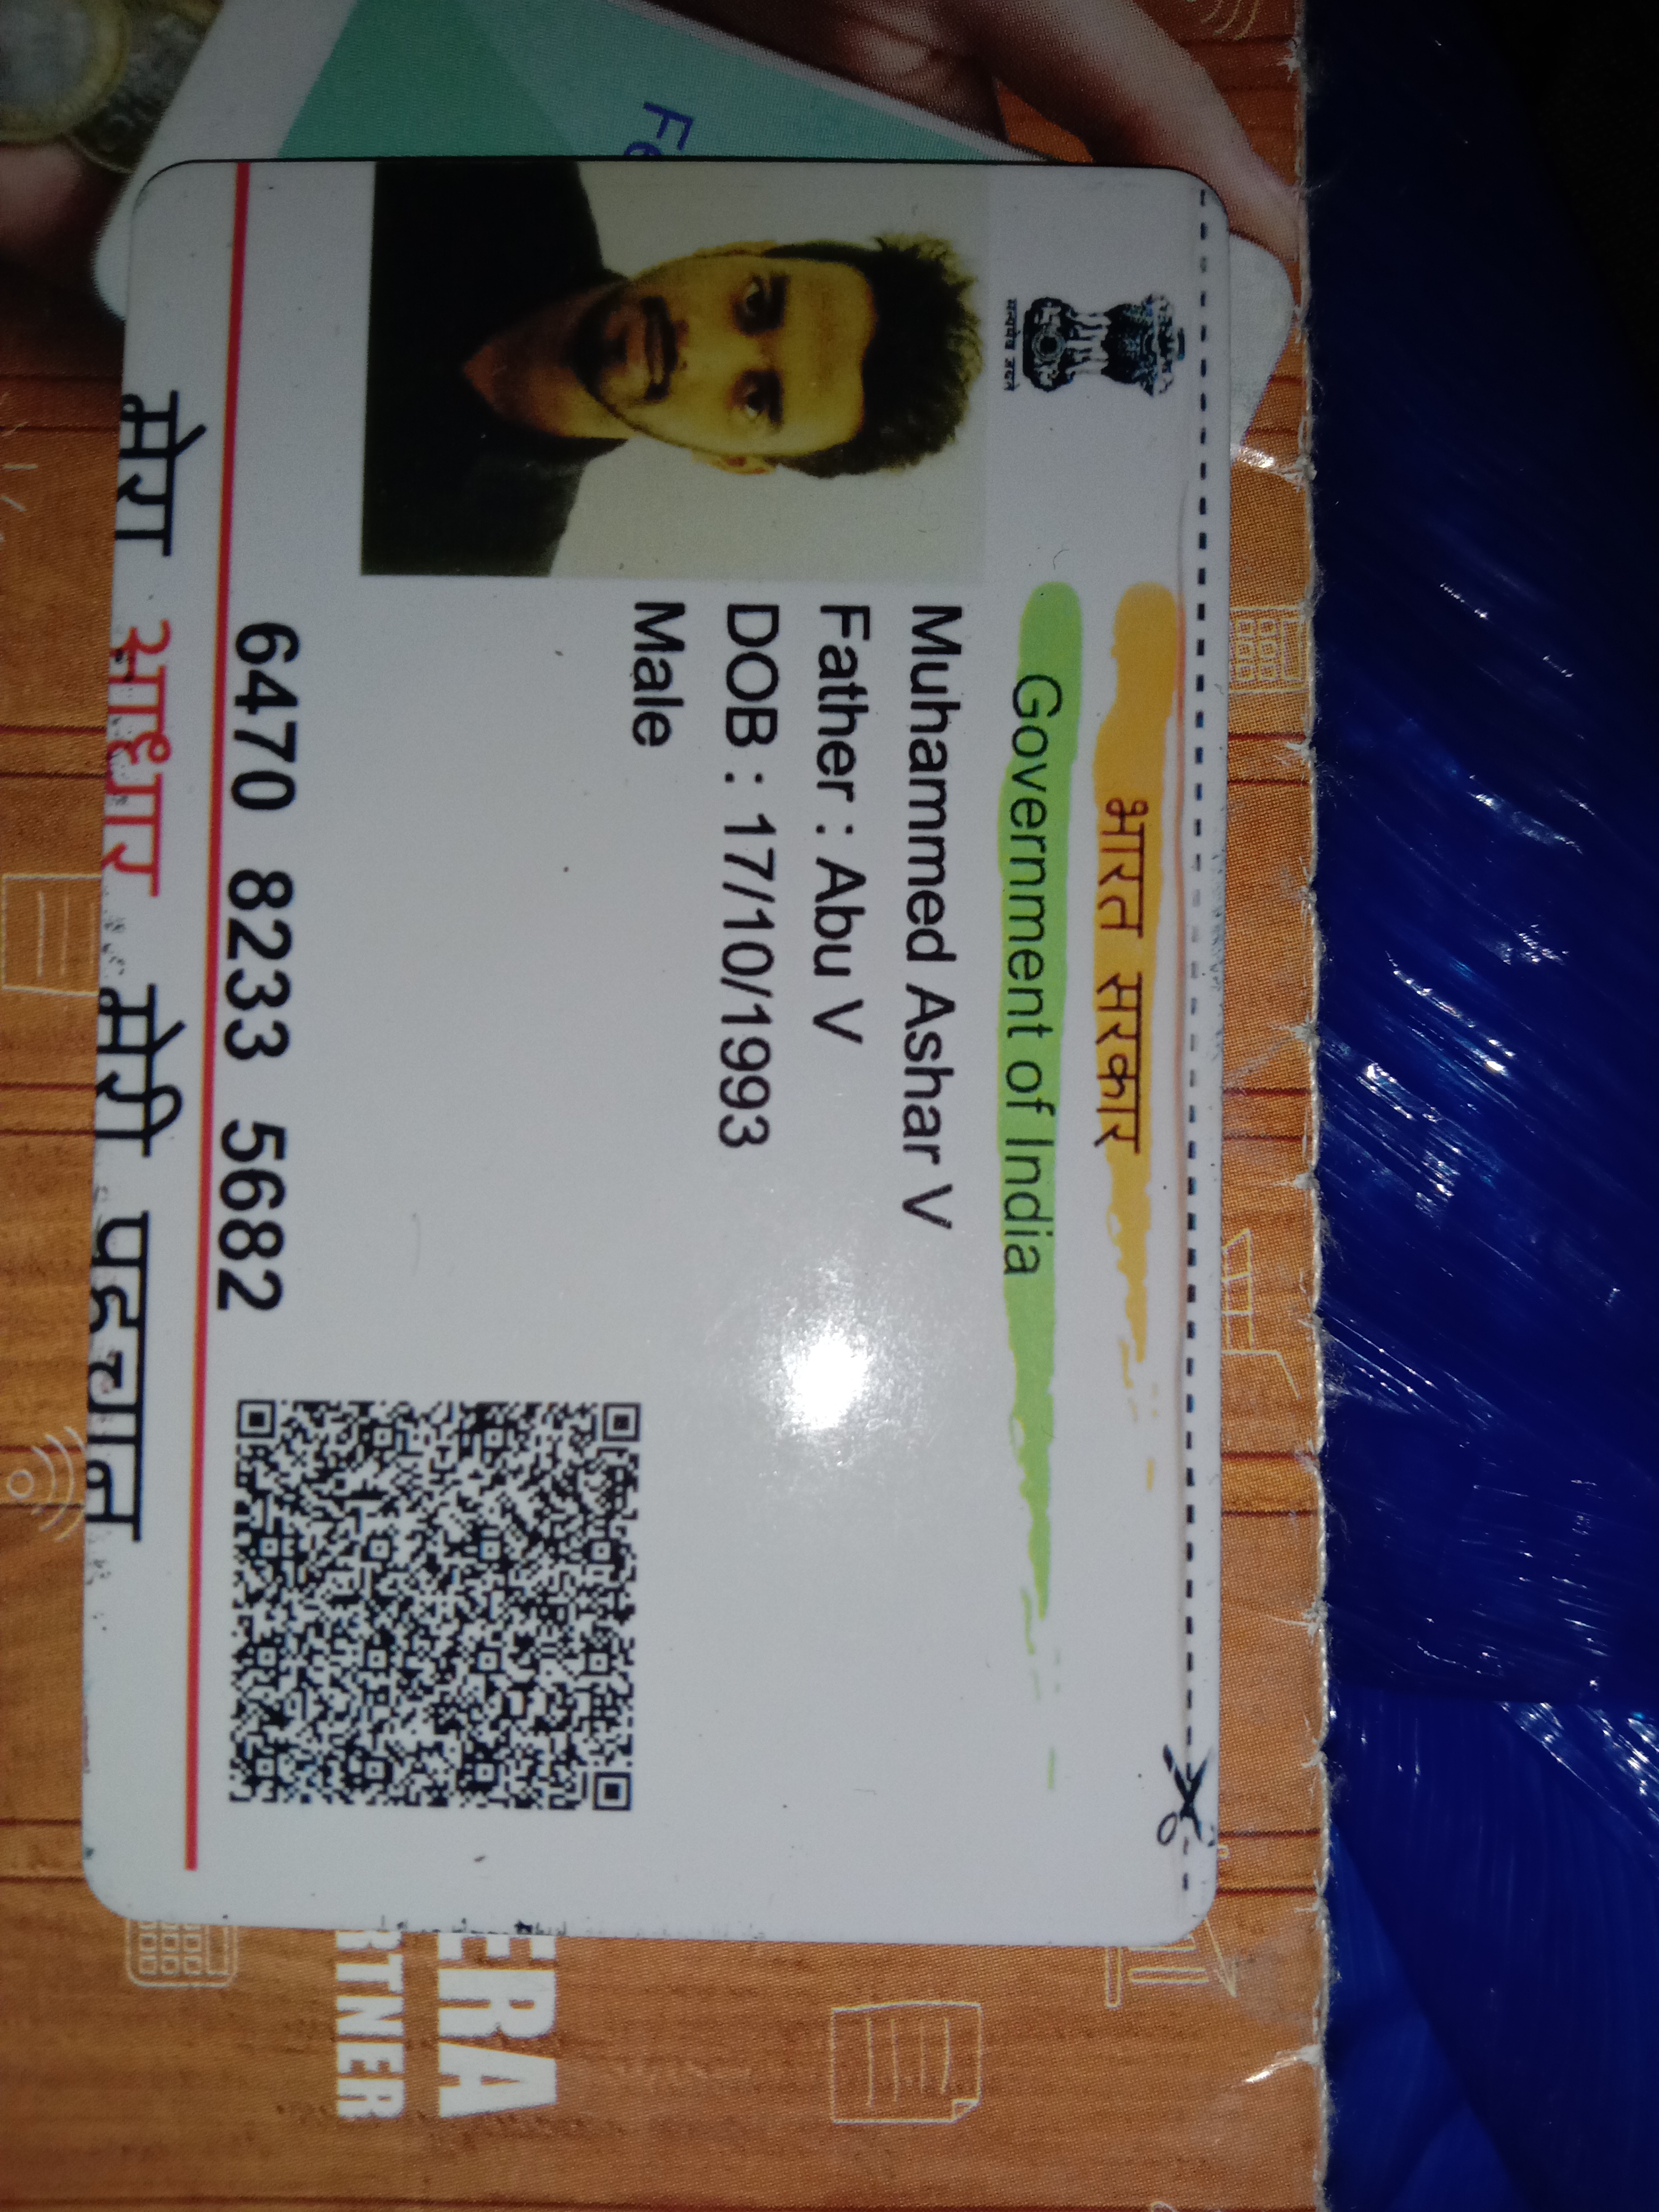 सत्यमेव जयते
भारत सरकार
Government of India
Muhammed Ashar V
Father : Abu V
DOB : 17/10/1993
Male
6470 8233 5682
मेरा आधार मेरी पहचान
Fe
ERA
RTNER